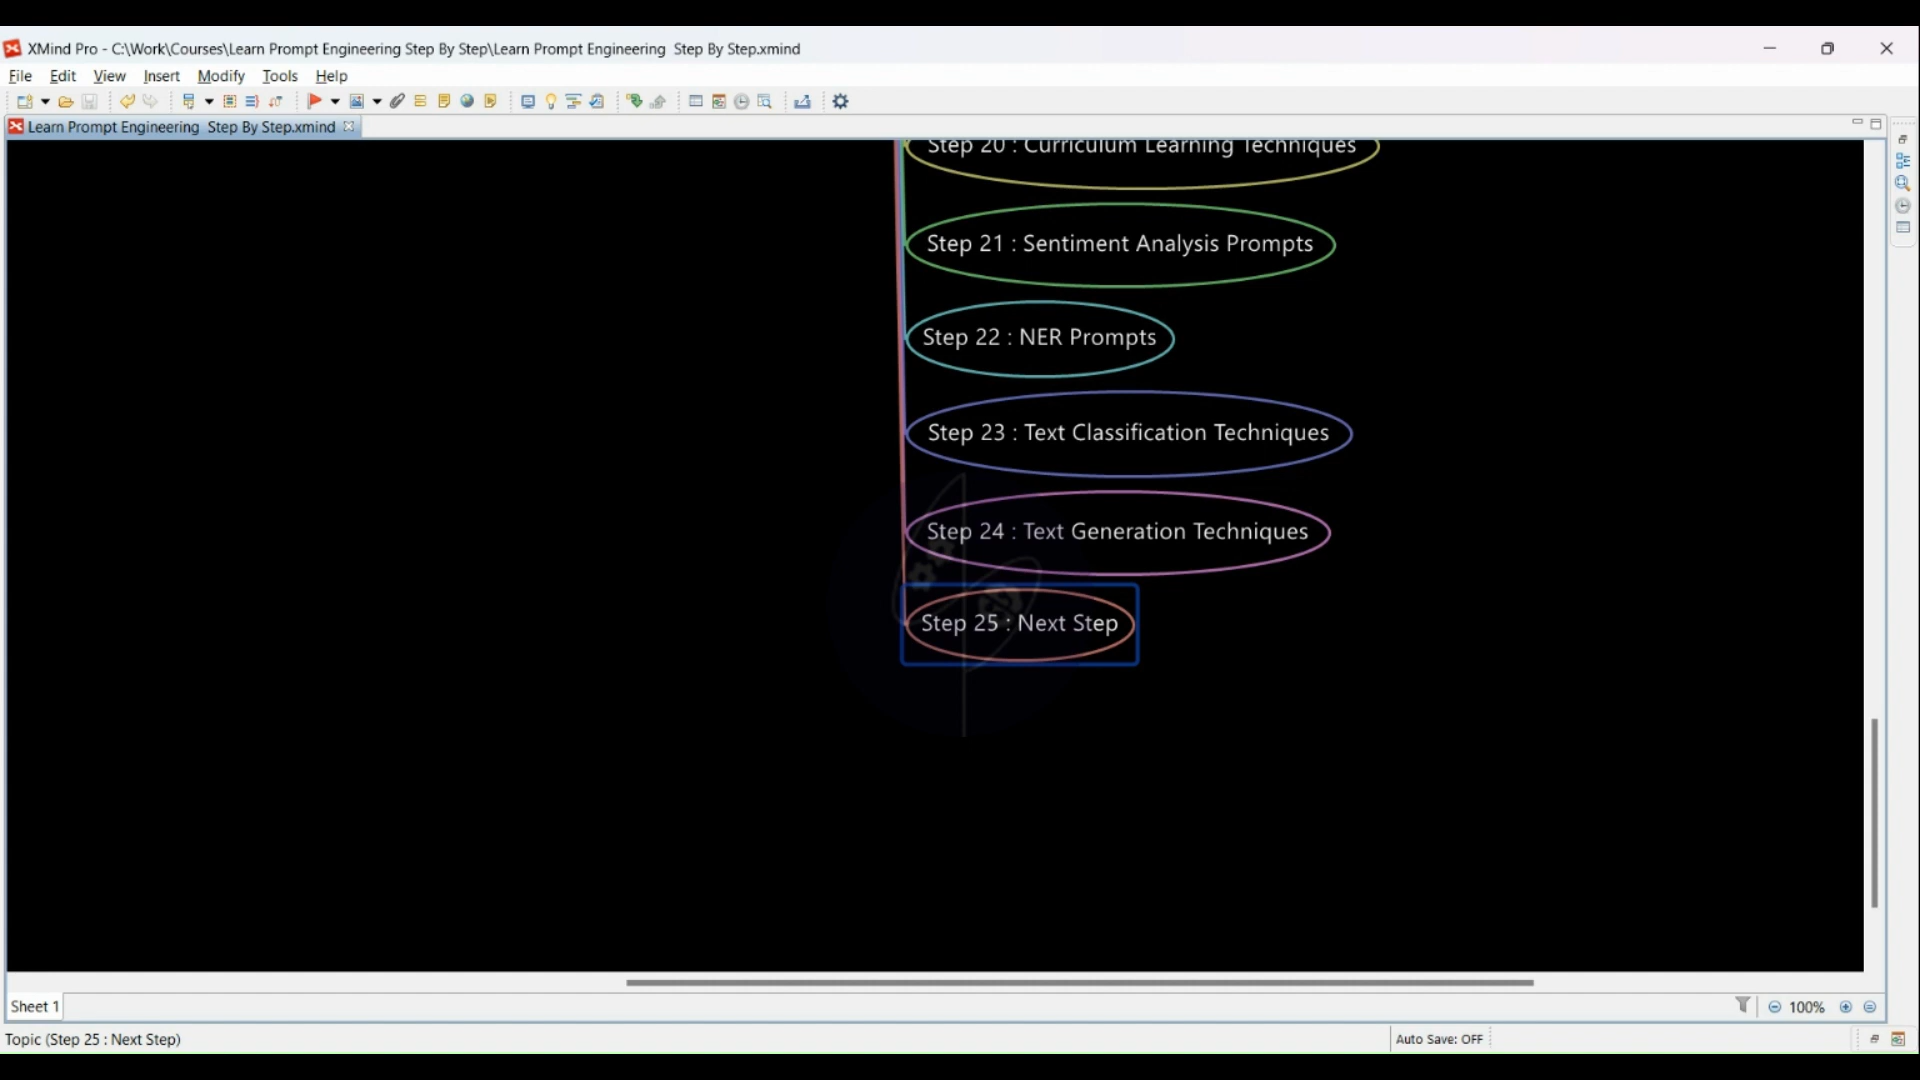 XMind Pro - C:\Work\Courses\Learn Prompt Engineering Step By Step\Learn Prompt Engineering  Step By Step.xmind
File Edit View Insert Modify Tools Help
Learn Prompt Engineering  Step By Step.xmind
Step 20 : Curriculum Learning Techniques
Step 21 : Sentiment Analysis Prompts
Step 22 : NER Prompts
Step 23 : Text Classification Techniques
Step 24 : Text Generation Techniques
Step 25 : Next Step
Sheet 1
100%
Topic (Step 25 : Next Step)
Auto Save: OFF